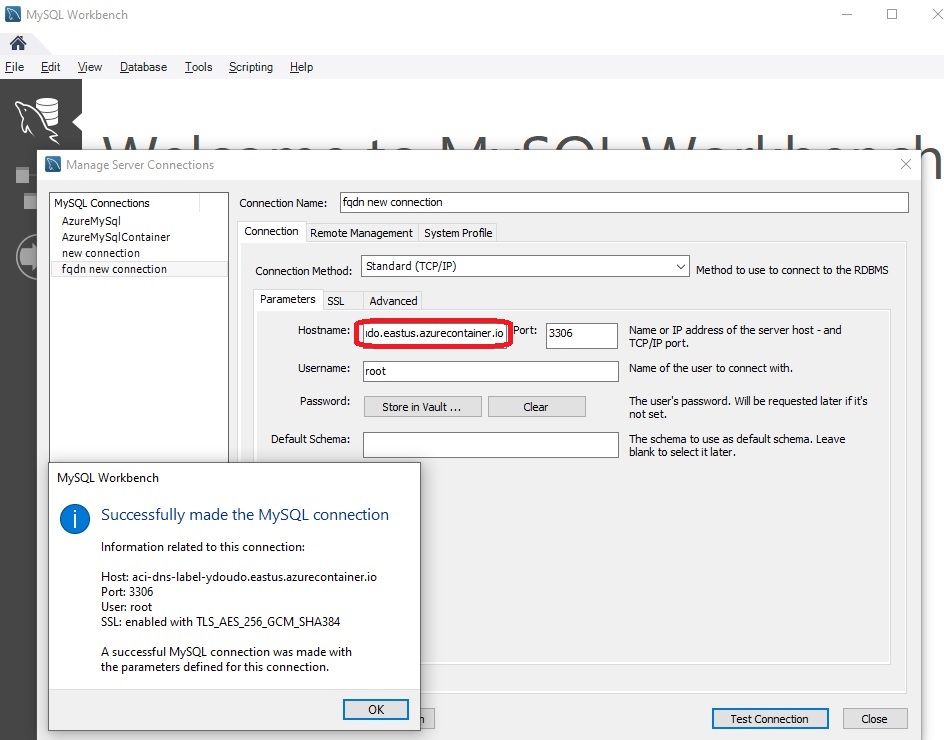 MySQL Workbench
File Edit View Database Tools Scripting Help
Welcome to MySQL Workbench
Manage Server Connections
MySQL Connections
AzureMySql
AzureMySqlContainer
new connection
fqdn new connection
Connection Name: fqdn new connection
Connection Remote Management System Profile
Connection Method: Standard (TCP/IP) Method to use to connect to the RDBMS
Parameters SSL Advanced
Hostname: .eastus.azurecontainer.io Port: 3306 Name or IP address of the server host - and
TCP/IP port.
Username: root Name of the user to connect with.
Password: Store in Vault ... Clear The user's password. Will be requested later if it's
not set.
Default Schema: The schema to use as default schema. Leave
blank to select it later.
MySQL Workbench
Successfully made the MySQL connection
Information related to this connection:
Host: aci-dns-label-ydoudo.eastus.azurecontainer.io
Port: 3306
User: root
SSL: enabled with TLS_AES_256_GCM_SHA384
A successful MySQL connection was made with
the parameters defined for this connection.
OK
Test Connection Close